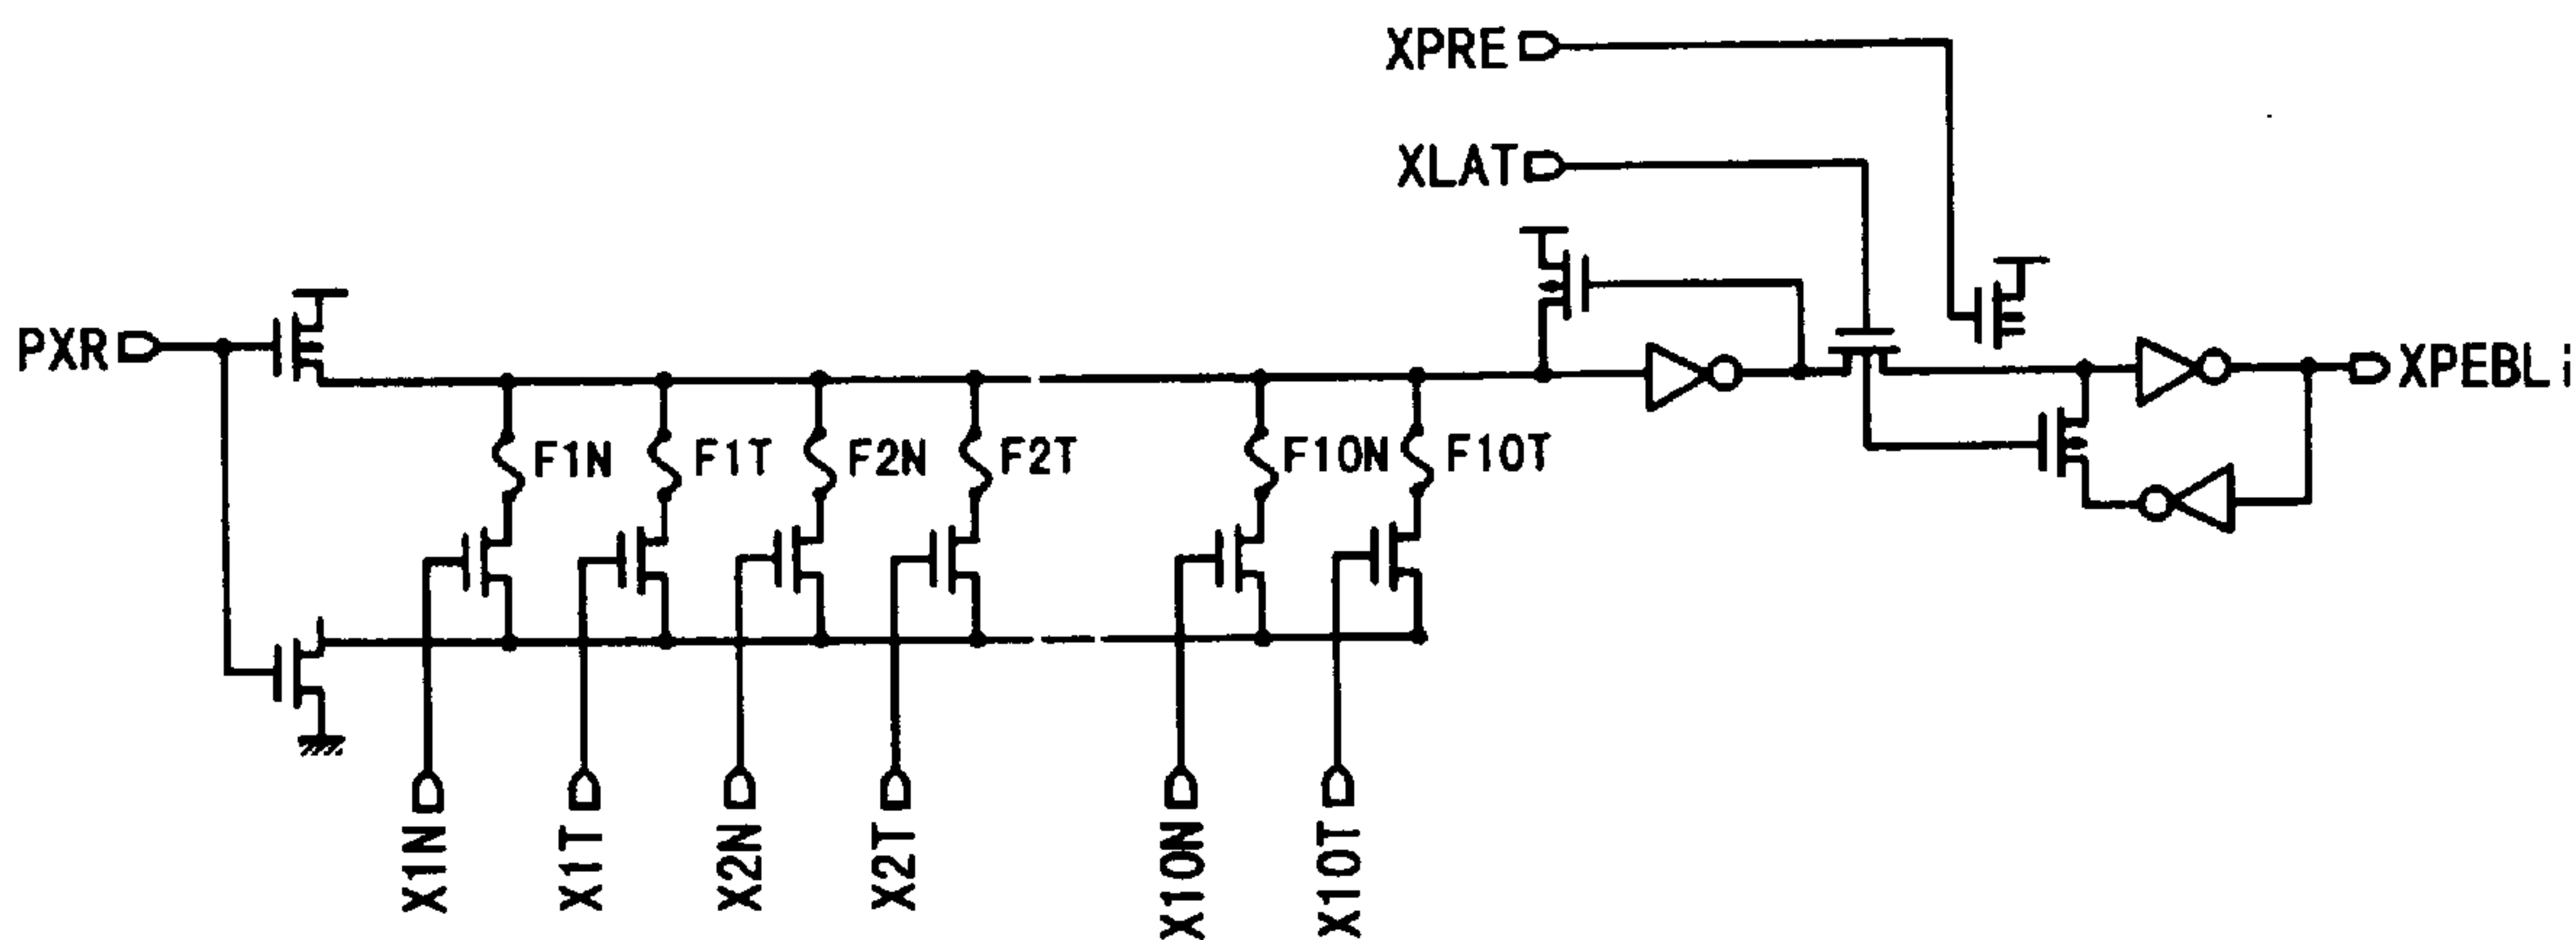 XPRE
XLAT
PXR
XPEBLi
F1N
F1T
F2N
F2T
F10N
F10T
X1N
X1T
X2N
X2T
X10N
X10T